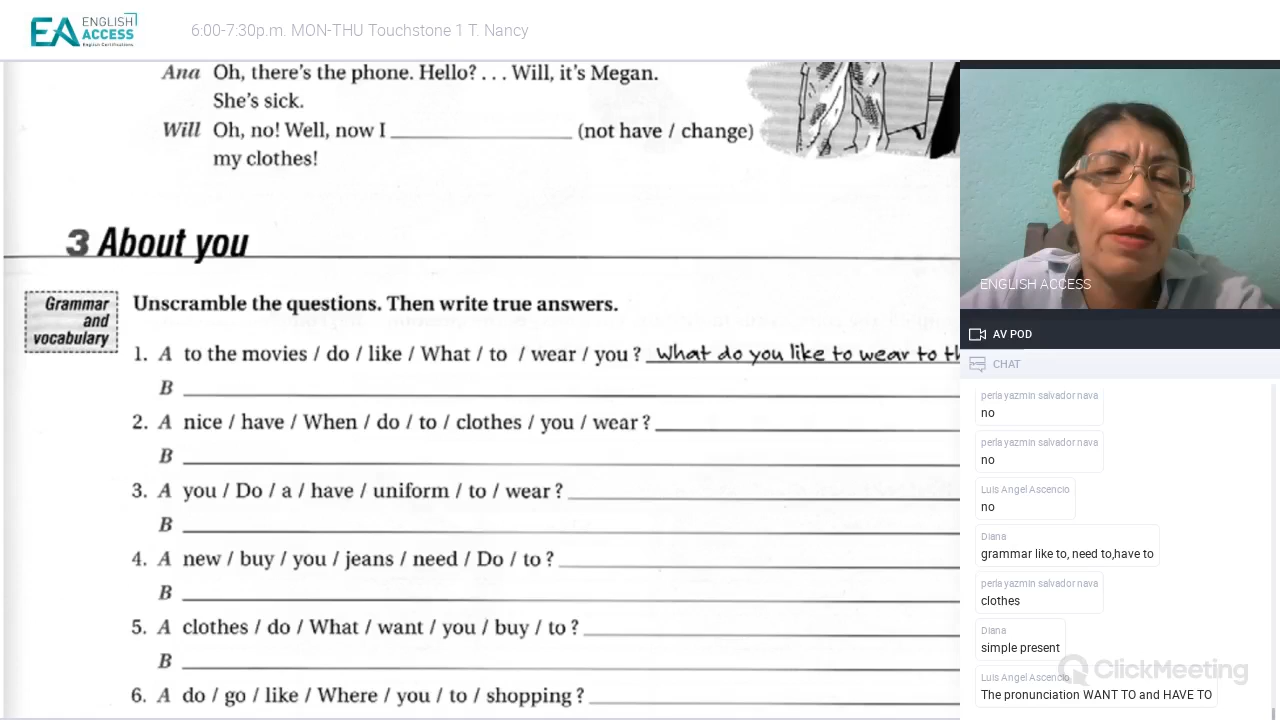 EA ENGLISH ACCESS
English Certifications
6:00-7:30p.m. MON-THU Touchstone 1 T. Nancy
Ana Oh, there's the phone. Hello? . . . Will, it's Megan.
She's sick.
Will Oh, no! Well, now I ____________ (not have / change)
my clothes!
3 About you
Grammar
and
vocabulary
Unscramble the questions. Then write true answers.
1. A to the movies / do / like / What / to / wear / you ? What do you like to wear to th
B
2. A nice / have / When / do / to / clothes / you / wear ?
B
3. A you / Do / a / have / uniform / to / wear ?
B
4. A new / buy / you / jeans / need / Do / to ?
B
5. A clothes / do / What / want / you / buy / to ?
B
6. A do / go / like / Where / you / to / shopping ?
ENGLISH ACCESS
AV POD
CHAT
perla yazmin salvador nava
no
perla yazmin salvador nava
no
Luis Angel Ascencio
no
Diana
grammar like to, need to,have to
perla yazmin salvador nava
clothes
Diana
simple present
Luis Angel Ascencio
The pronunciation WANT TO and HAVE TO
ClickMeeting